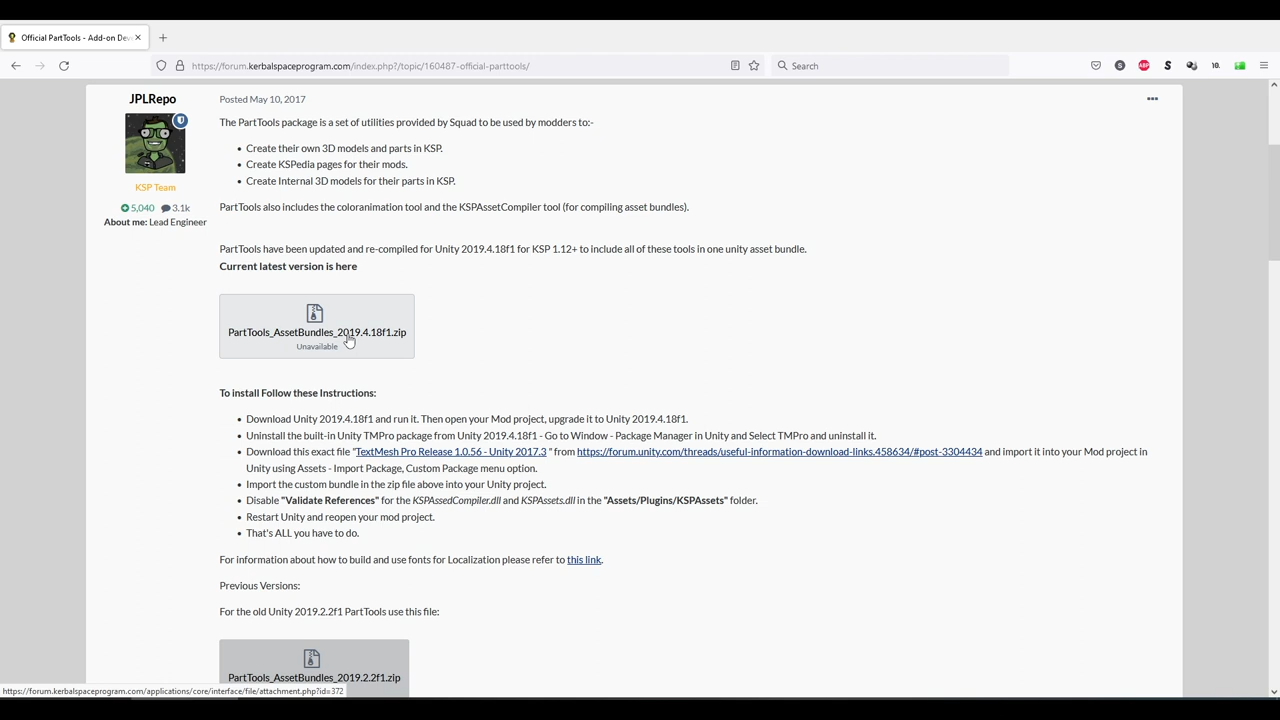 Official PartTools - Add-on Dev
https://forum.kerbalspaceprogram.com/index.php?/topic/160487-official-parttools/
Search
JPLRepo
KSP Team
5,040 3.1k
About me: Lead Engineer
Posted May 10, 2017
The PartTools package is a set of utilities provided by Squad to be used by modders to:-
Create their own 3D models and parts in KSP.
Create KSPedia pages for their mods.
Create Internal 3D models for their parts in KSP.
PartTools also includes the coloranimation tool and the KSPAssetCompiler tool (for compiling asset bundles).
PartTools have been updated and re-compiled for Unity 2019.4.18f1 for KSP 1.12+ to include all of these tools in one unity asset bundle.
Current latest version is here
PartTools_AssetBundles_2019.4.18f1.zip
Unavailable
To install Follow these Instructions:
Download Unity 2019.4.18f1 and run it. Then open your Mod project, upgrade it to Unity 2019.4.18f1.
Uninstall the built-in Unity TMPro package from Unity 2019.4.18f1 - Go to Window - Package Manager in Unity and Select TMPro and uninstall it.
Download this exact file "TextMesh Pro Release 1.0.56 - Unity 2017.3 " from https://forum.unity.com/threads/useful-information-download-links.458634/#post-3304434 and import it into your Mod project in
Unity using Assets - Import Package, Custom Package menu option.
Import the custom bundle in the zip file above into your Unity project.
Disable "Validate References" for the KSPAssedCompiler.dll and KSPAssets.dll in the "Assets/Plugins/KSPAssets" folder.
Restart Unity and reopen your mod project.
That's ALL you have to do.
For information about how to build and use fonts for Localization please refer to this link.
Previous Versions:
For the old Unity 2019.2.2f1 PartTools use this file:
PartTools_AssetBundles_2019.2.2f1.zip
https://forum.kerbalspaceprogram.com/applications/core/interface/file/attachment.php?id=372